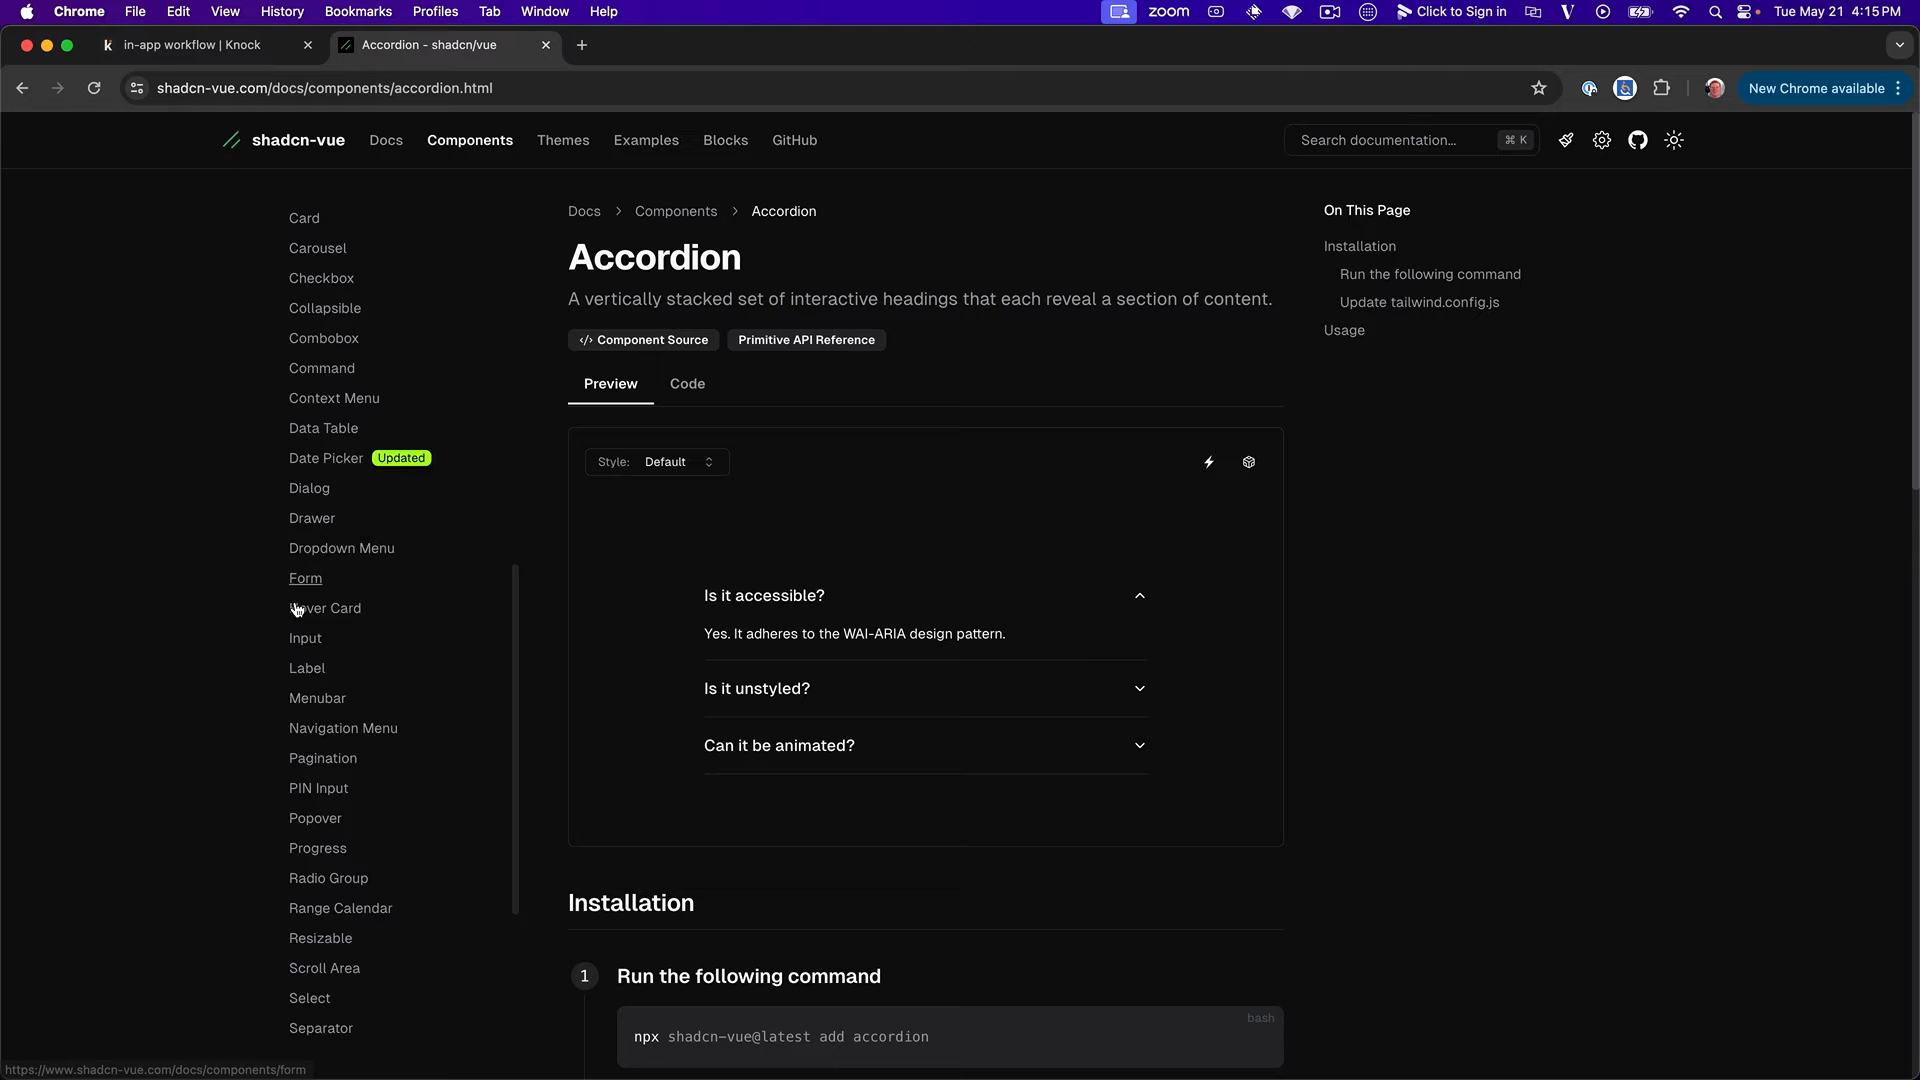 Chrome File Edit View History Bookmarks Profiles Tab Window Help
zoom Click to Sign in Tue May 21 4:15 PM
in-app workflow | Knock
Accordion - shadcn/vue
shadcn-vue.com/docs/components/accordion.html
New Chrome available
shadcn-vue Docs Components Themes Examples Blocks GitHub
Search documentation... ⌘ K
Card
Carousel
Checkbox
Collapsible
Combobox
Command
Context Menu
Data Table
Date Picker Updated
Dialog
Drawer
Dropdown Menu
Form
Hover Card
Input
Label
Menubar
Navigation Menu
Pagination
PIN Input
Popover
Progress
Radio Group
Range Calendar
Resizable
Scroll Area
Select
Separator
Docs > Components > Accordion
Accordion
A vertically stacked set of interactive headings that each reveal a section of content.
</> Component Source Primitive API Reference
Preview Code
Style: Default
Is it accessible?
Yes. It adheres to the WAI-ARIA design pattern.
Is it unstyled?
Can it be animated?
Installation
1 Run the following command
bash
npx shadcn-vue@latest add accordion
On This Page
Installation
Run the following command
Update tailwind.config.js
Usage
https://www.shadcn-vue.com/docs/components/form